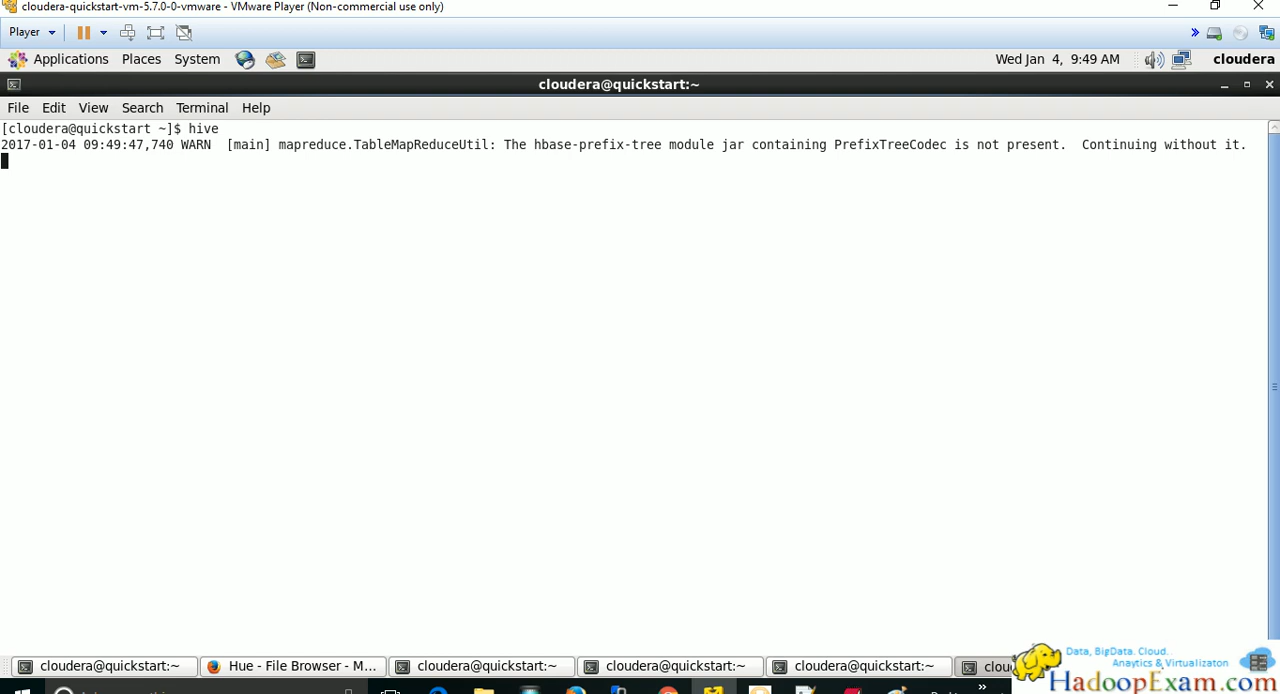 cloudera-quickstart-vm-5.7.0-0-vmware - VMware Player (Non-commercial use only)
Player
Applications Places System Wed Jan 4, 9:49 AM cloudera
cloudera@quickstart:~
File Edit View Search Terminal Help
[cloudera@quickstart ~]$ hive
2017-01-04 09:49:47,740 WARN [main] mapreduce.TableMapReduceUtil: The hbase-prefix-tree module jar containing PrefixTreeCodec is not present. Continuing without it.
cloudera@quickstart:~ Hue - File Browser - M... cloudera@quickstart:~ cloudera@quickstart:~ cloudera@quickstart:~ clou
Data, BigData. Cloud.
Anaytics & Virtualizaton
HadoopExam.com